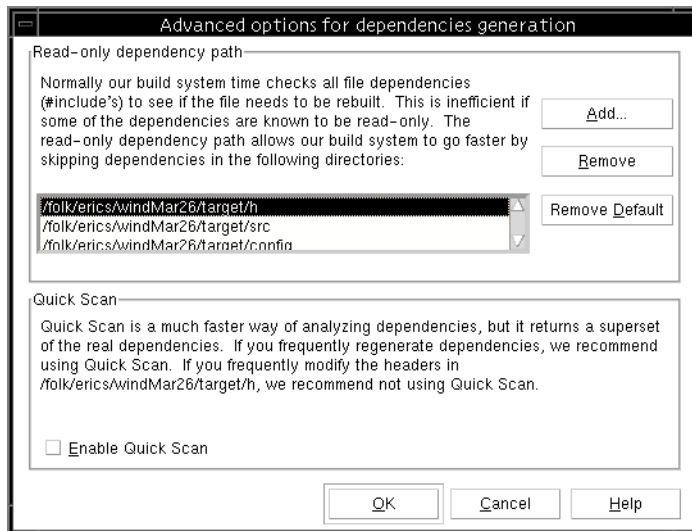 Advanced options for dependencies generation
Read-only dependency path
Normally our build system time checks all file dependencies
(#include's) to see if the file needs to be rebuilt. This is inefficient if
some of the dependencies are known to be read-only. The
read-only dependency path allows our build system to go faster by
skipping dependencies in the following directories:
Add...
Remove
Remove Default
/folk/erics/windMar26/target/h
/folk/erics/windMar26/target/src
/folk/erics/windMar26/target/config
Quick Scan
Quick Scan is a much faster way of analyzing dependencies, but it returns a superset
of the real dependencies. If you frequently regenerate dependencies, we recommend
using Quick Scan. If you frequently modify the headers in
/folk/erics/windMar26/target/h, we recommend not using Quick Scan.
Enable Quick Scan
OK Cancel Help